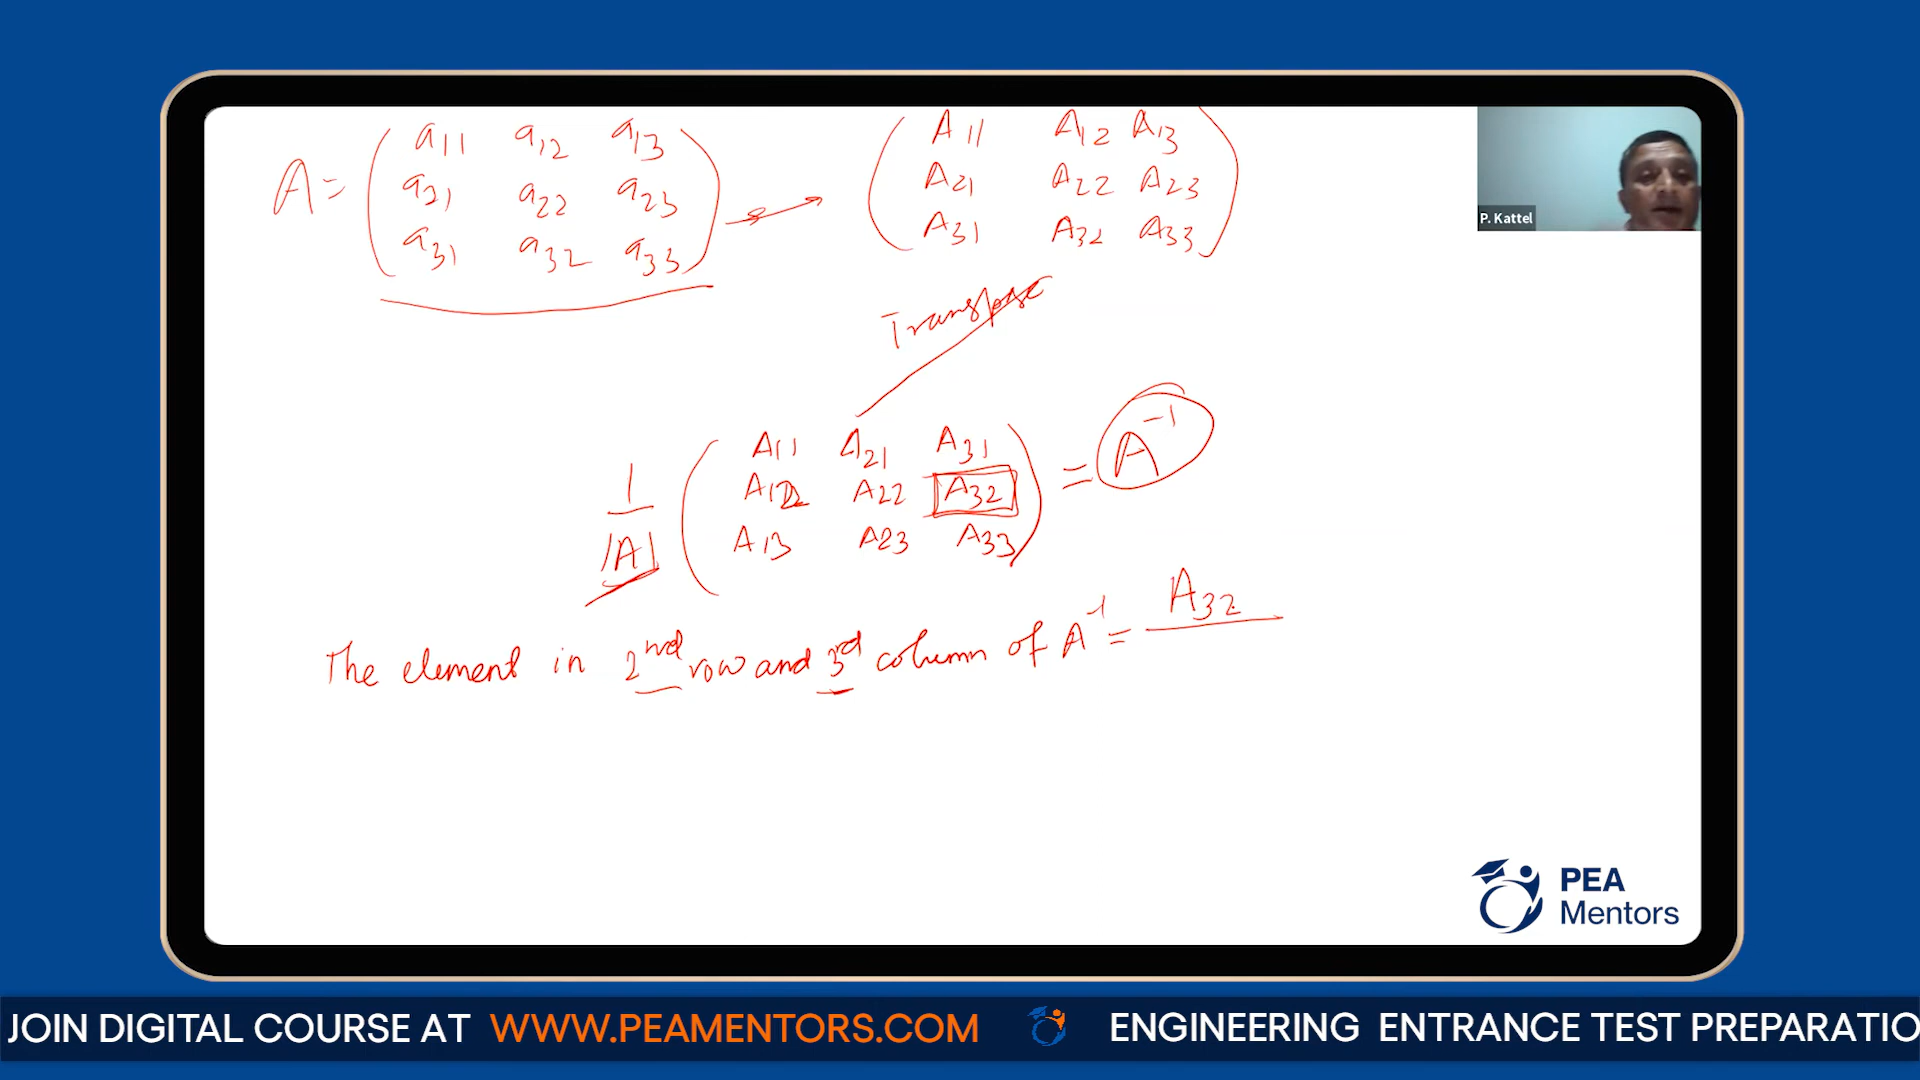 A = ( a11 a12 a13
a21 a22 a23
a31 a32 a33 ) →
( A11 A12 A13
A21 A22 A23
A31 A32 A33 )
P. Kattel
Transpose
1/|A| ( A11 A21 A31
A12 A22 A32
A13 A23 A33 ) = A⁻¹
The element in 2nd row and 3rd column of A⁻¹ = A32
PEA
Mentors
JOIN DIGITAL COURSE AT WWW.PEAMENTORS.COM ENGINEERING ENTRANCE TEST PREPARATIO